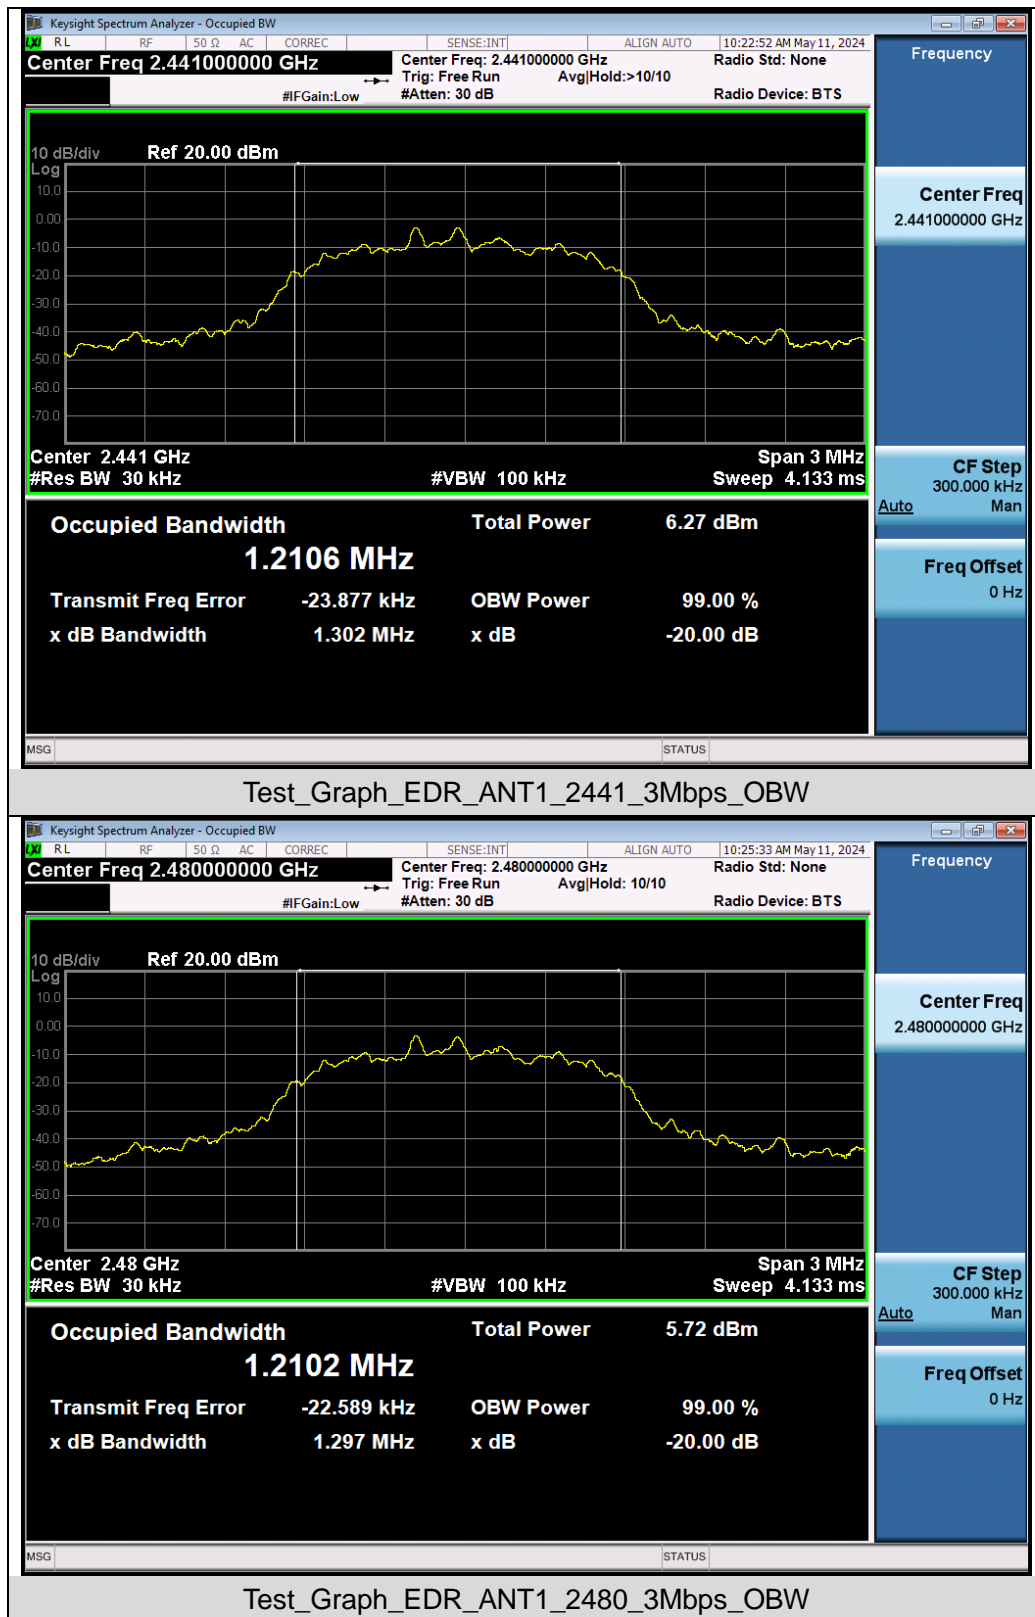 Keysight Spectrum Analyzer - Occupied BW
LXI RL RF 50 Ω AC CORREC SENSE:INT ALIGN AUTO 10:22:52 AM May 11, 2024
Center Freq 2.441000000 GHz
Center Freq: 2.441000000 GHz
Radio Std: None
Trig: Free Run Avg|Hold:>10/10
#IFGain:Low
#Atten: 30 dB
Radio Device: BTS
Frequency
10 dB/div Ref 20.00 dBm
Log
10.0
0.00
-10.0
-20.0
-30.0
-40.0
-50.0
-60.0
-70.0
Center Freq
2.441000000 GHz
Center 2.441 GHz Span 3 MHz
#Res BW 30 kHz #VBW 100 kHz Sweep 4.133 ms
CF Step
300.000 kHz
Auto Man
Occupied Bandwidth Total Power 6.27 dBm
1.2106 MHz
Freq Offset
0 Hz
Transmit Freq Error -23.877 kHz OBW Power 99.00 %
x dB Bandwidth 1.302 MHz x dB -20.00 dB
MSG STATUS
Test_Graph_EDR_ANT1_2441_3Mbps_OBW
Keysight Spectrum Analyzer - Occupied BW
LXI RL RF 50 Ω AC CORREC SENSE:INT ALIGN AUTO 10:25:33 AM May 11, 2024
Center Freq 2.480000000 GHz
Center Freq: 2.480000000 GHz
Radio Std: None
Trig: Free Run Avg|Hold: 10/10
#IFGain:Low
#Atten: 30 dB
Radio Device: BTS
Frequency
10 dB/div Ref 20.00 dBm
Log
10.0
0.00
-10.0
-20.0
-30.0
-40.0
-50.0
-60.0
-70.0
Center Freq
2.480000000 GHz
Center 2.48 GHz Span 3 MHz
#Res BW 30 kHz #VBW 100 kHz Sweep 4.133 ms
CF Step
300.000 kHz
Auto Man
Occupied Bandwidth Total Power 5.72 dBm
1.2102 MHz
Freq Offset
0 Hz
Transmit Freq Error -22.589 kHz OBW Power 99.00 %
x dB Bandwidth 1.297 MHz x dB -20.00 dB
MSG STATUS
Test_Graph_EDR_ANT1_2480_3Mbps_OBW